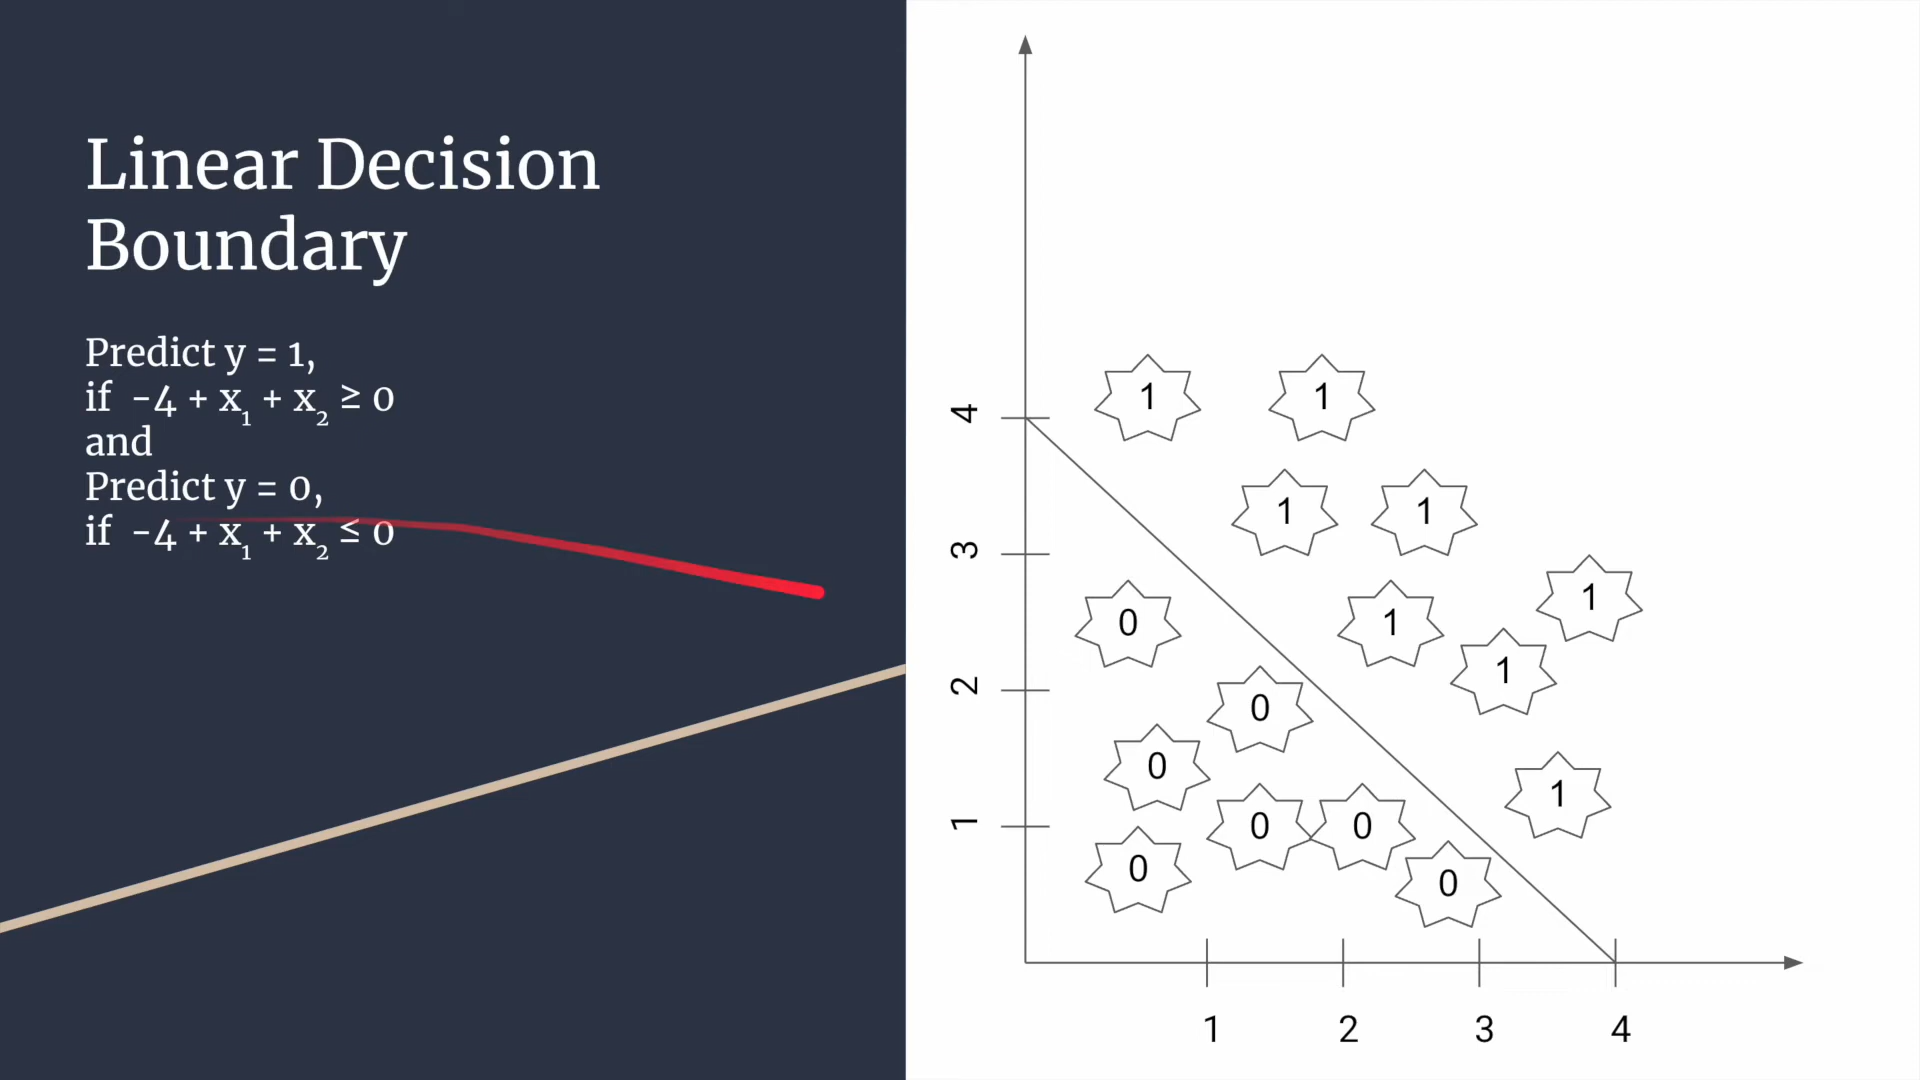 Linear Decision
Boundary
Predict y = 1,
if -4 + x₁ + x₂ ≥ 0
and
Predict y = 0,
if -4 + x₁ + x₂ ≤ 0
1 1
4
1 1
3
1
0 1
1
2
0
0
1
0 0
1
0
0
1 2 3 4